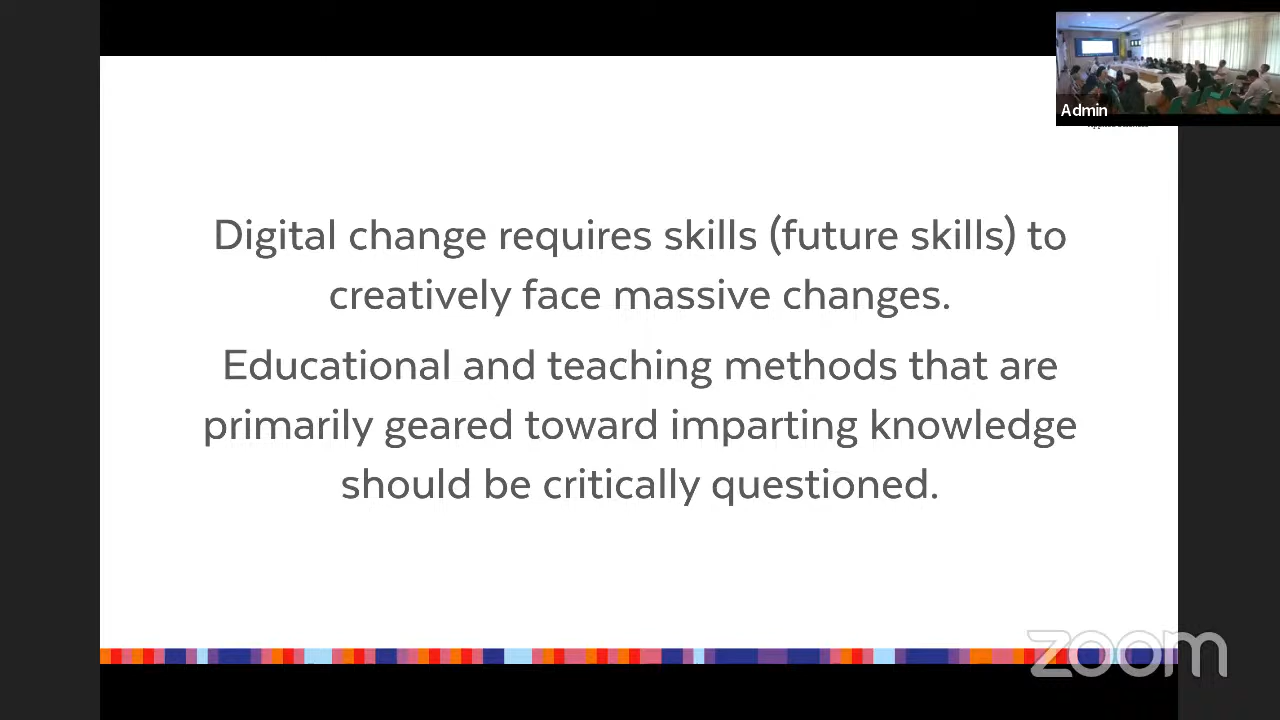 Admin
Digital change requires skills (future skills) to
creatively face massive changes.
Educational and teaching methods that are
primarily geared toward imparting knowledge
should be critically questioned.
zoom